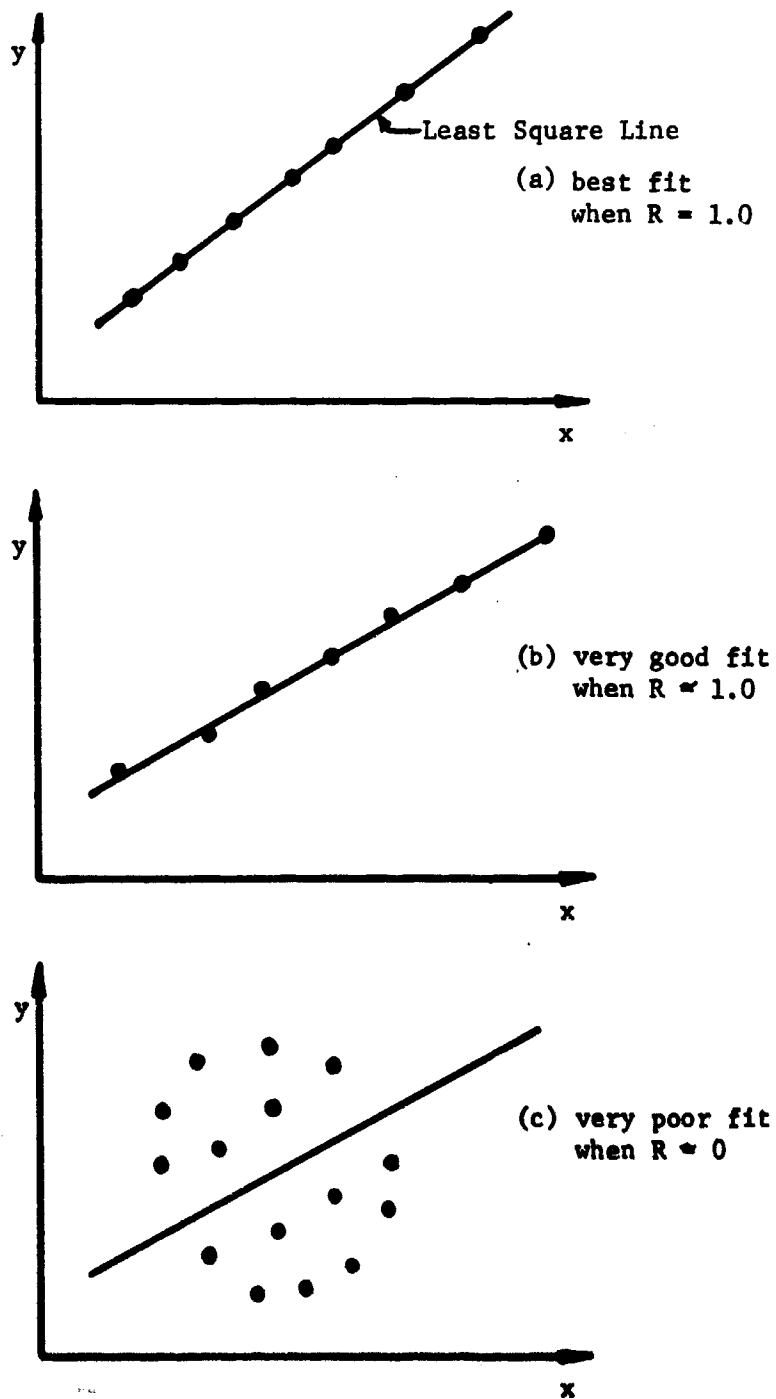 y
Least Square Line
(a) best fit
when R = 1.0
x
y
(b) very good fit
when R ≃ 1.0
x
y
(c) very poor fit
when R ≃ 0
x